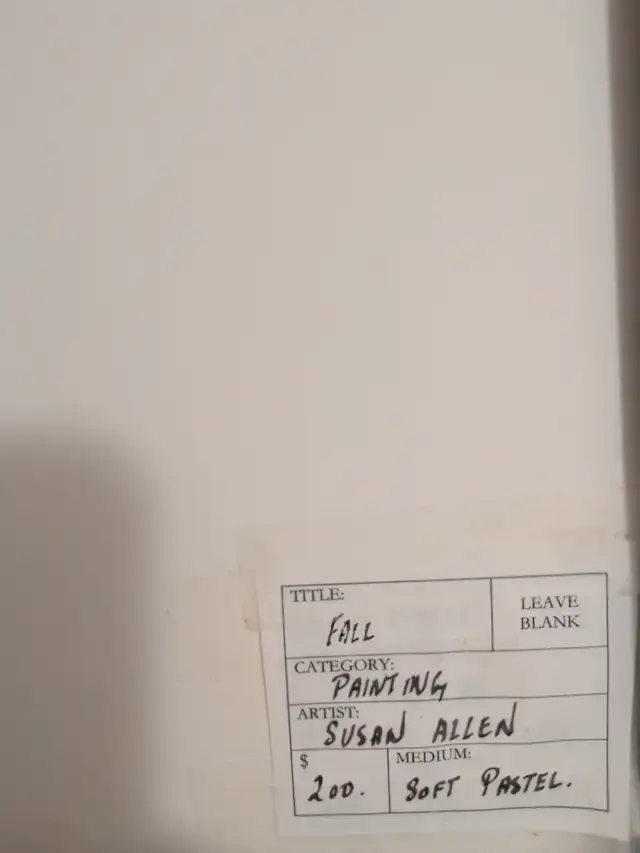 TITLE:
FALL
LEAVE
BLANK
CATEGORY:
PAINTING
ARTIST:
SUSAN ALLEN
$
200.
MEDIUM:
SOFT PASTEL.